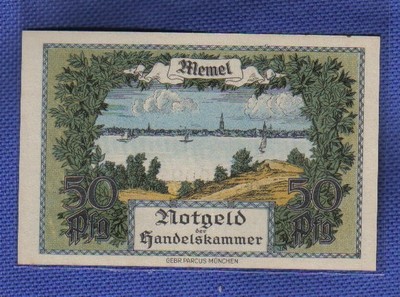 Memel
50 Pfg
50 Pfg
Notgeld
der
Handelskammer
GEBR PARCUS MÜNCHEN